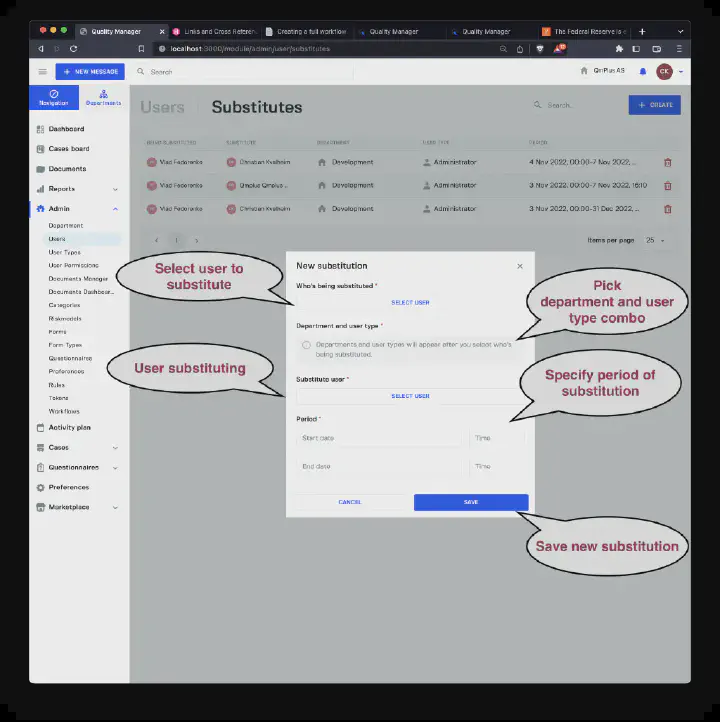 Quality Manager
Links and Cross Referen
Creating a full workflow
Quality Manager
Quality Manager
The Federal Reserve is
localhost:3000/module/admin/user/substitutes
NEW MESSAGE
Search
QmPlus AS
CK
Navigation
Departments
Users
Substitutes
Search..
CREATE
Dashboard
Cases board
Documents
Reports
Admin
Department
Users
User Types
User Permissions
Documents Manager
Documents Dashboar...
Categories
Riskmodels
Forms
Form Types
Questionnaire
Preferences
Rules
Tokens
Workflows
Activity plan
Cases
Questionnaires
Preferences
Marketplace
BEING SUBSTITUTED
SUBSTITUTE
DEPARTMENT
USER TYPE
PERIOD
Vlad Fedorenko
Christian Kvalheim
Development
Administrator
4 Nov 2022, 00:00-7 Nov 2022, ...
Vlad Fedorenko
Qmplus Qmplus ..
Development
Administrator
3 Nov 2022, 00:00-7 Nov 2022, 16:10
Vlad Fedorenko
Christian Kvalheim
Development
Administrator
3 Nov 2022, 00:00-31 Dec 2022, ...
1
Items per page
25
New substitution
Who's being substituted *
SELECT USER
Department and user type *
Departments and user types will appear after you select who's
being substituted.
Substitute user *
SELECT USER
Period *
Start date
Time
End date
Time
CANCEL
SAVE
Select user to
substitute
User substituting
Pick
department and user
type combo
Specify period of
substitution
Save new substitution